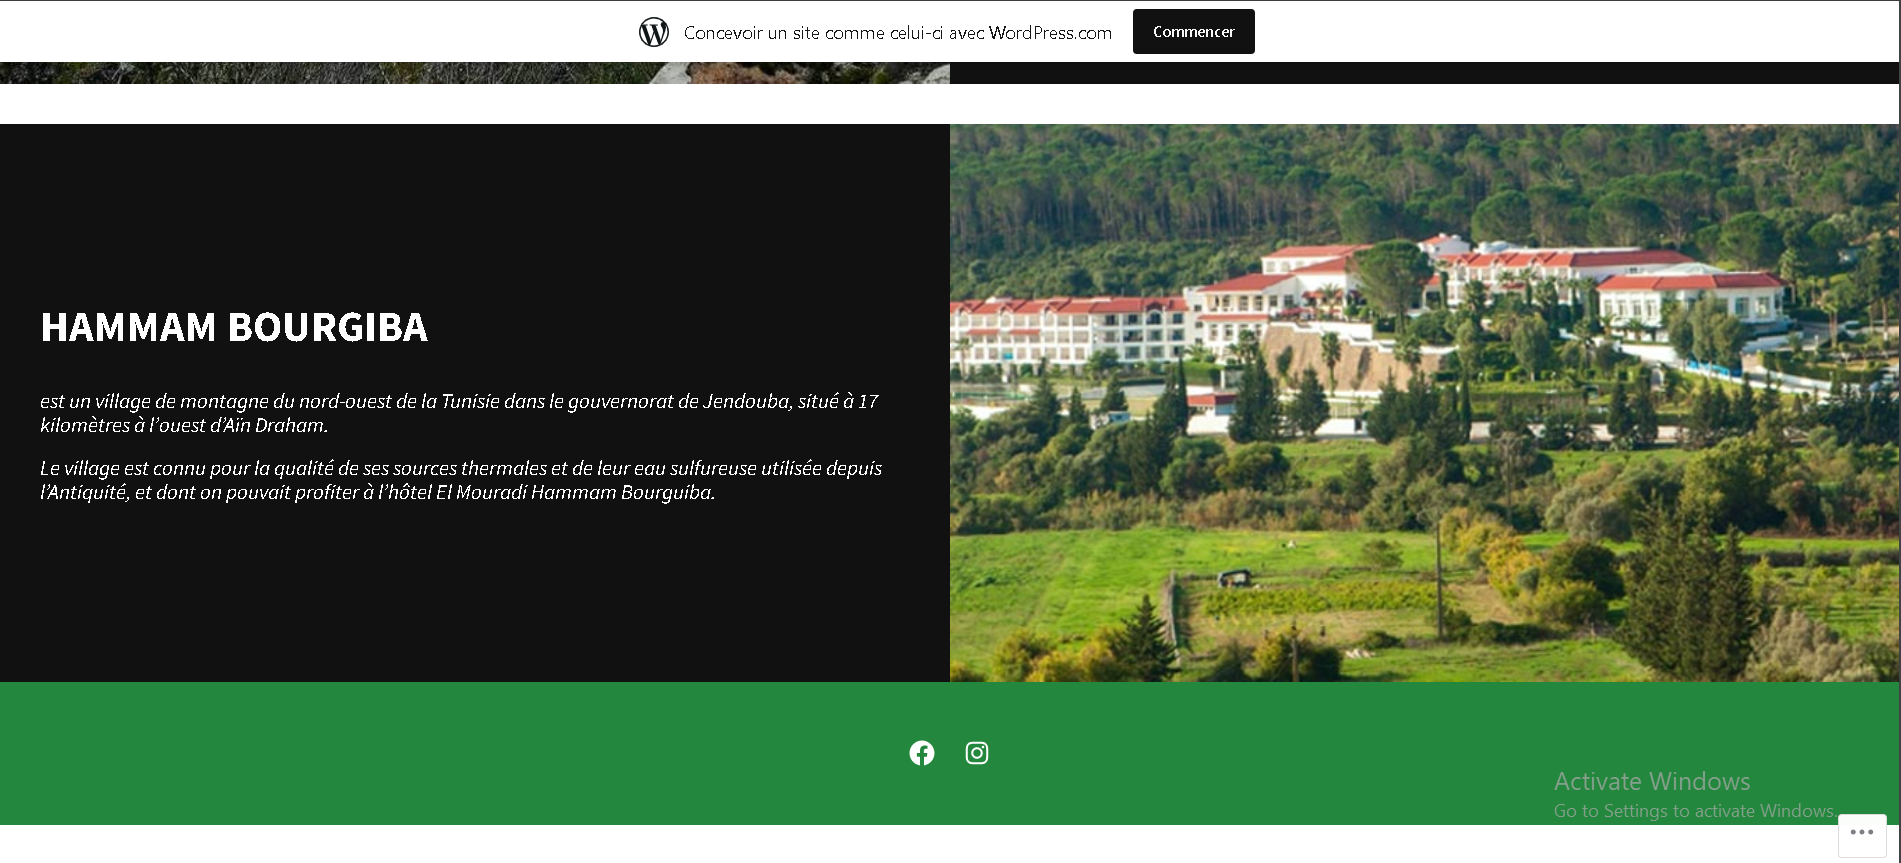 Concevoir un site comme celui-ci avec WordPress.com
Commencer
HAMMAM BOURGIBA
est un village de montagne du nord-ouest de la Tunisie dans le gouvernorat de Jendouba, situé à 17
kilomètres à l’ouest d’Aïn Draham.
Le village est connu pour la qualité de ses sources thermales et de leur eau sulfureuse utilisée depuis
l’Antiquité, et dont on pouvait profiter à l’hôtel El Mouradi Hammam Bourguiba.
Activate Windows
Go to Settings to activate Windows.